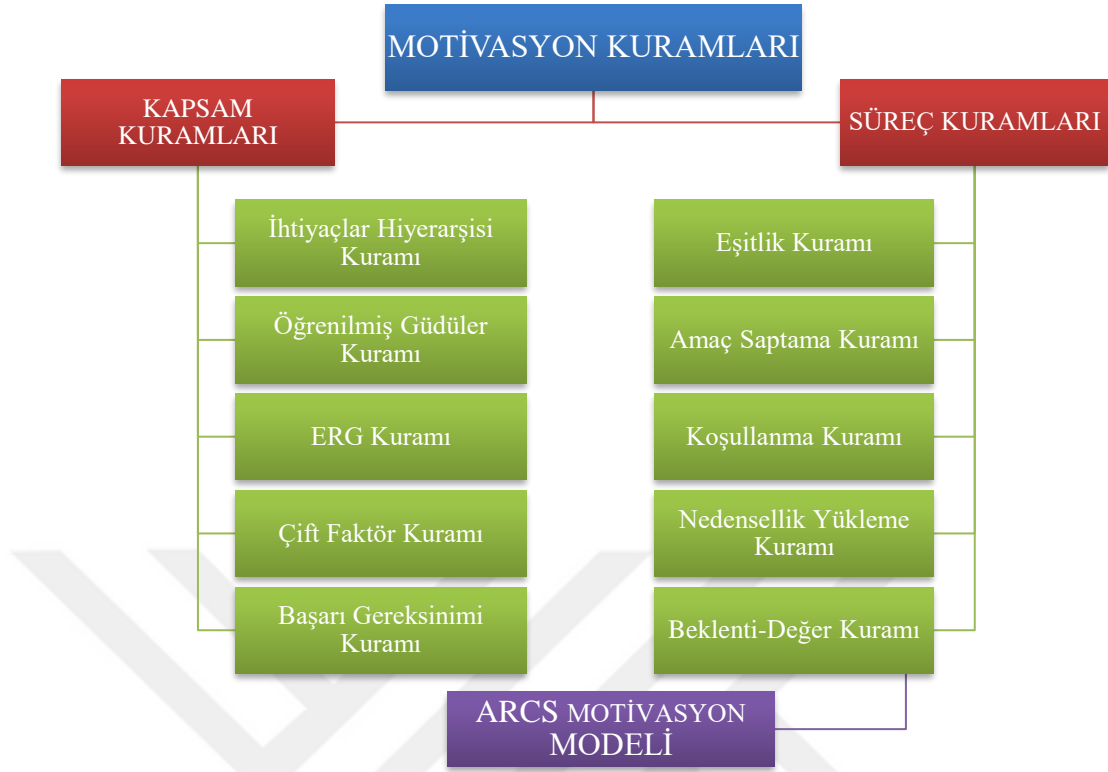 MOTİVASYON KURAMLARI
KAPSAM
KURAMLARI
SÜREÇ KURAMLARI
İhtiyaçlar Hiyerarşisi
Kuramı
Öğrenilmiş Güdüler
Kuramı
ERG Kuramı
Çift Faktör Kuramı
Başarı Gereksinimi
Kuramı
Eşitlik Kuramı
Amaç Saptama Kuramı
Koşullanma Kuramı
Nedensellik Yükleme
Kuramı
Beklenti-Değer Kuramı
ARCS MOTİVASYON
MODELİ